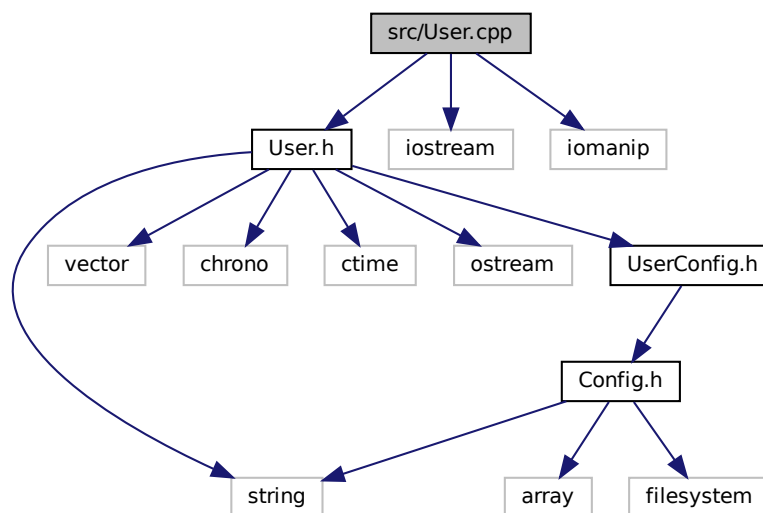 src/User.cpp
User.h
iostream
iomanip
vector
chrono
ctime
ostream
UserConfig.h
Config.h
string
array
filesystem